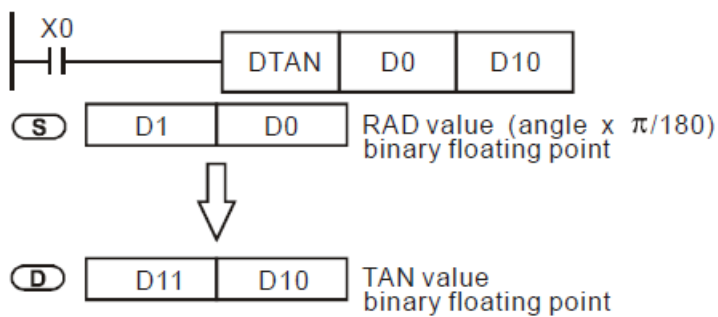 X0
DTAN D0 D10
S D1 D0 RAD value (angle x π/180)
binary floating point
D D11 D10 TAN value
binary floating point